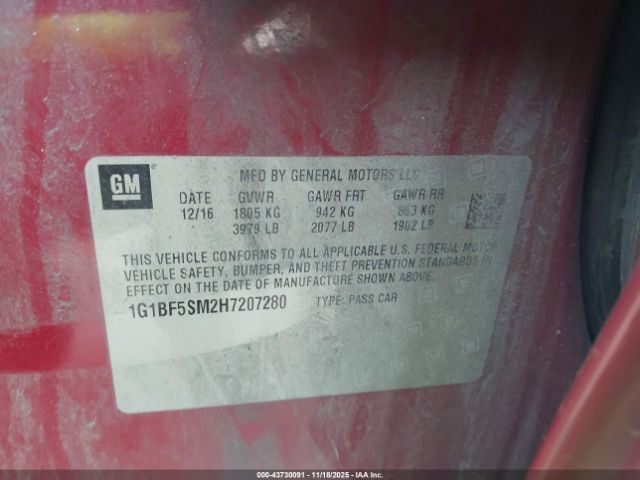 GM
MFD BY GENERAL MOTORS LLC
DATE GVWR GAWR FRT GAWR RR
12/16 1805 KG 942 KG 863 KG
3979 LB 2077 LB 1902 LB
THIS VEHICLE CONFORMS TO ALL APPLICABLE U.S. FEDERAL MOTOR
VEHICLE SAFETY, BUMPER, AND THEFT PREVENTION STANDARDS IN
EFFECT ON THE DATE OF MANUFACTURE SHOWN ABOVE.
1G1BF5SM2H7207280 TYPE: PASS CAR
000-43730091 - 11/18/2025 - IAA, Inc.